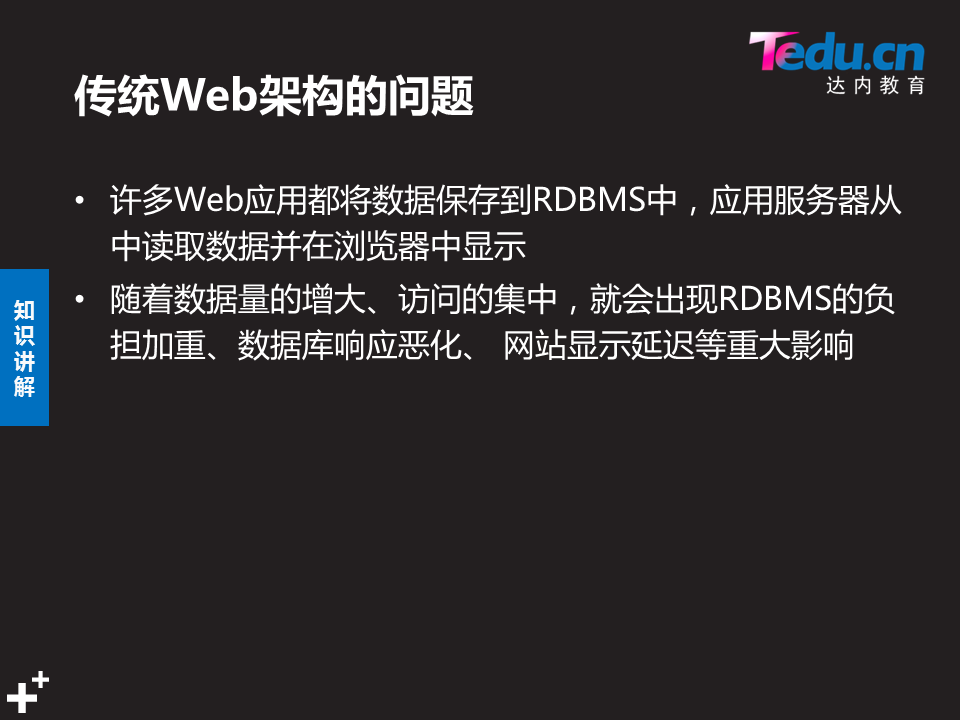 Tedu.cn
达内教育
传统Web架构的问题
• 许多Web应用都将数据保存到RDBMS中，应用服务器从
中读取数据并在浏览器中显示
• 随着数据量的增大、访问的集中，就会出现RDBMS的负
担加重、数据库响应恶化、 网站显示延迟等重大影响
知
识
讲
解